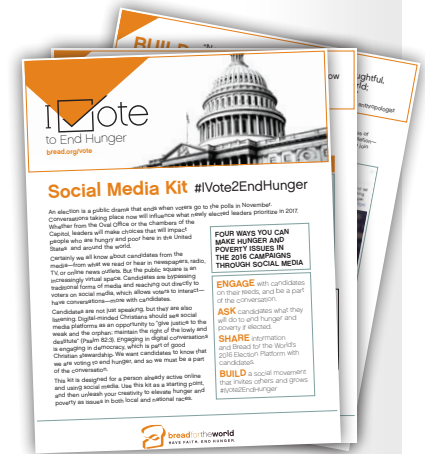 BUILD
ughtful,
rld;
anthropologist
ow
I Vote
to End Hunger
bread.org/vote
Social Media Kit #IVote2EndHunger
An election is a public drama that ends when voters go to the polls in November.
Conversations taking place now will influence what newly elected leaders prioritize in 2017.
Whether from the Oval Office or the chambers of the
Capitol, leaders will make choices that will impact
people who are hungry and poor here in the United
States and around the world.
Certainly we all know about candidates from the
media—from what we read or hear in newspapers, radio,
TV, or online news outlets. But the public square is an
increasingly virtual space. Candidates are bypassing
traditional forms of media and reaching out directly to
voters on social media, which allows voters to interact—
have conversations—more with candidates.
Candidates are not just speaking, but they are also
listening. Digital-minded Christians should see social
media platforms as an opportunity to "give justice to the
weak and the orphan; maintain the right of the lowly and
destitute" (Psalm 82:3). Engaging in digital conversations
is engaging in democracy, which is part of good
Christian stewardship. We want candidates to know that
we are voting to end hunger, and so we must be a part
of the conversation.
This kit is designed for a person already active online
and using social media. Use this kit as a starting point,
and then unleash your creativity to elevate hunger and
poverty as issues in both local and national races.
FOUR WAYS YOU CAN
MAKE HUNGER AND
POVERTY ISSUES IN
THE 2016 CAMPAIGNS
THROUGH SOCIAL MEDIA
ENGAGE with candidates
on their feeds, and be a part
of the conversation.
ASK candidates what they
will do to end hunger and
poverty if elected.
SHARE information
and Bread for the World's
2016 Election Platform with
candidates.
BUILD a social movement
that invites others and grows
#IVote2EndHunger
breadfortheworld
HAVE FAITH. END HUNGER.